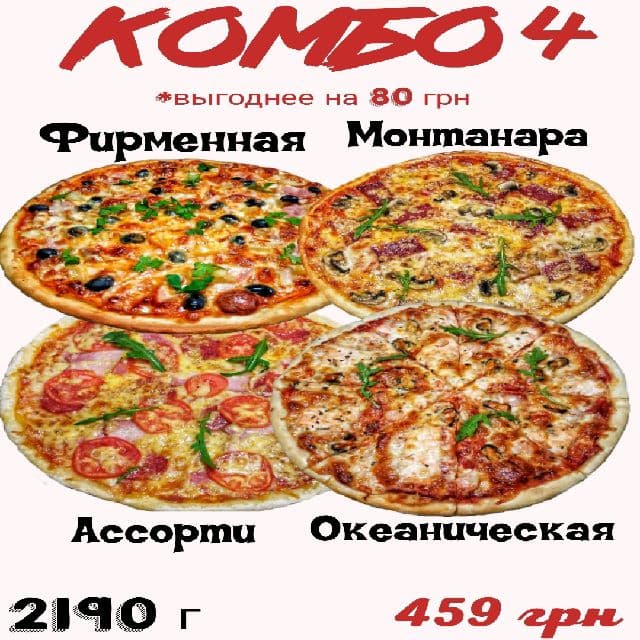 КОМБО 4
*выгоднее на 80 грн
Фирменная Монтанара
Ассорти Океаническая
2190 г 459 грн